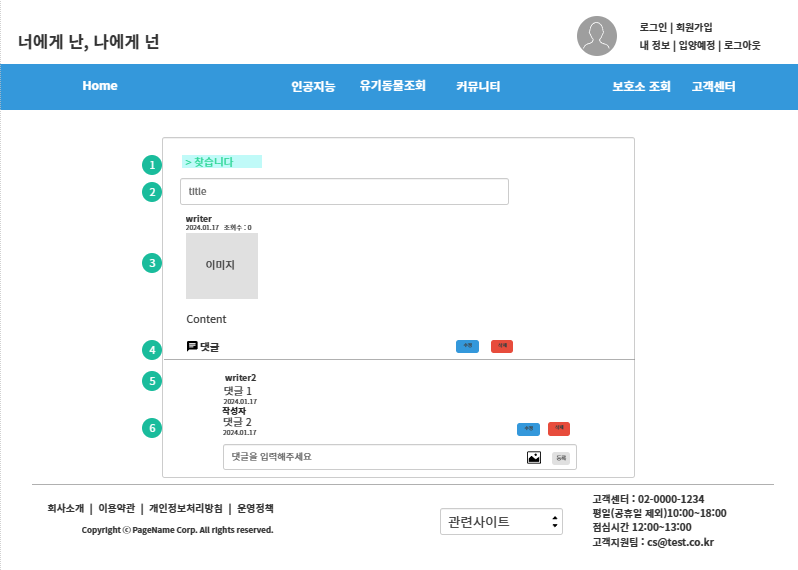 너에게 난, 나에게 넌
로그인 | 회원가입
내 정보 | 입양예정 | 로그아웃
Home 인공지능 유기동물조회 커뮤니티 보호소 조회 고객센터
1 > 찾습니다
2 title
writer
2024.01.17 조회수 : 0
3 이미지
Content
4 댓글 수정 삭제
5 writer2
댓글 1
2024.01.17
작성자
6 댓글 2
2024.01.17 수정 삭제
댓글을 입력해주세요 등록
회사소개 | 이용약관 | 개인정보처리방침 | 운영정책
Copyright ⓒ PageName Corp. All rights reserved.
관련사이트
고객센터 : 02-0000-1234
평일(공휴일 제외)10:00~18:00
점심시간 12:00~13:00
고객지원팀 : cs@test.co.kr